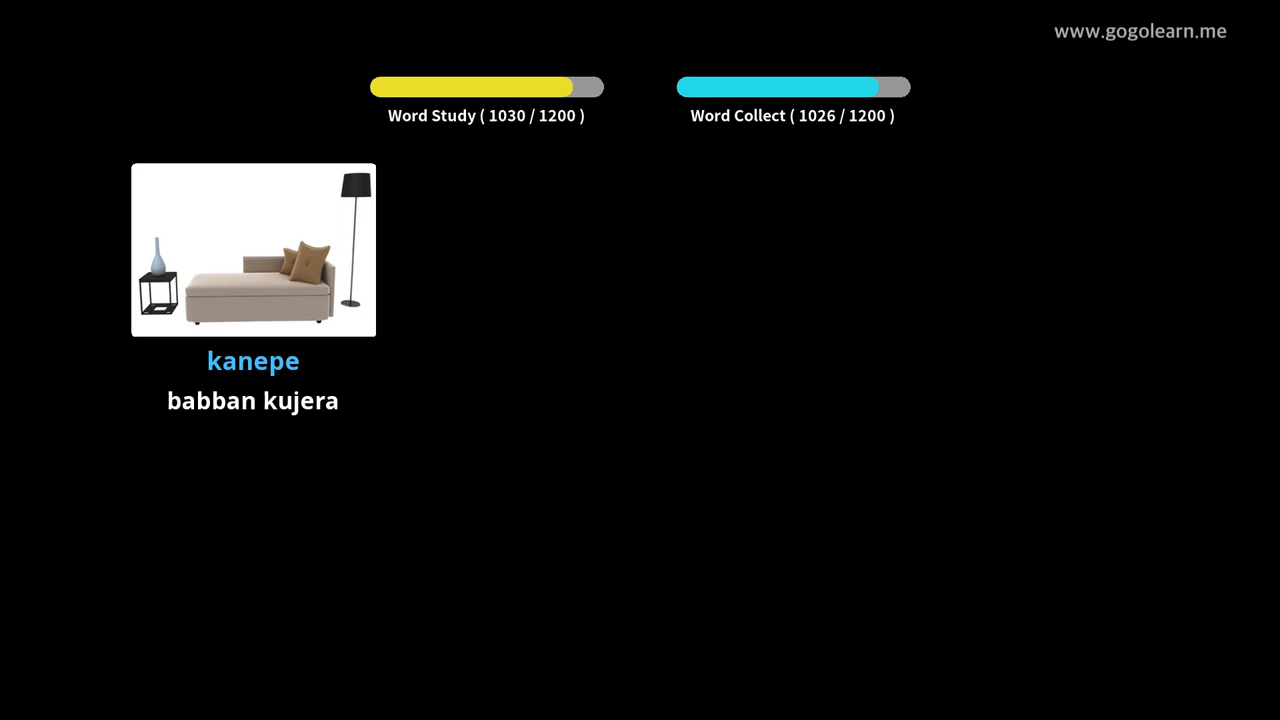 www.gogolearn.me
Word Study ( 1030 / 1200 )
Word Collect ( 1026 / 1200 )
kanepe
babban kujera